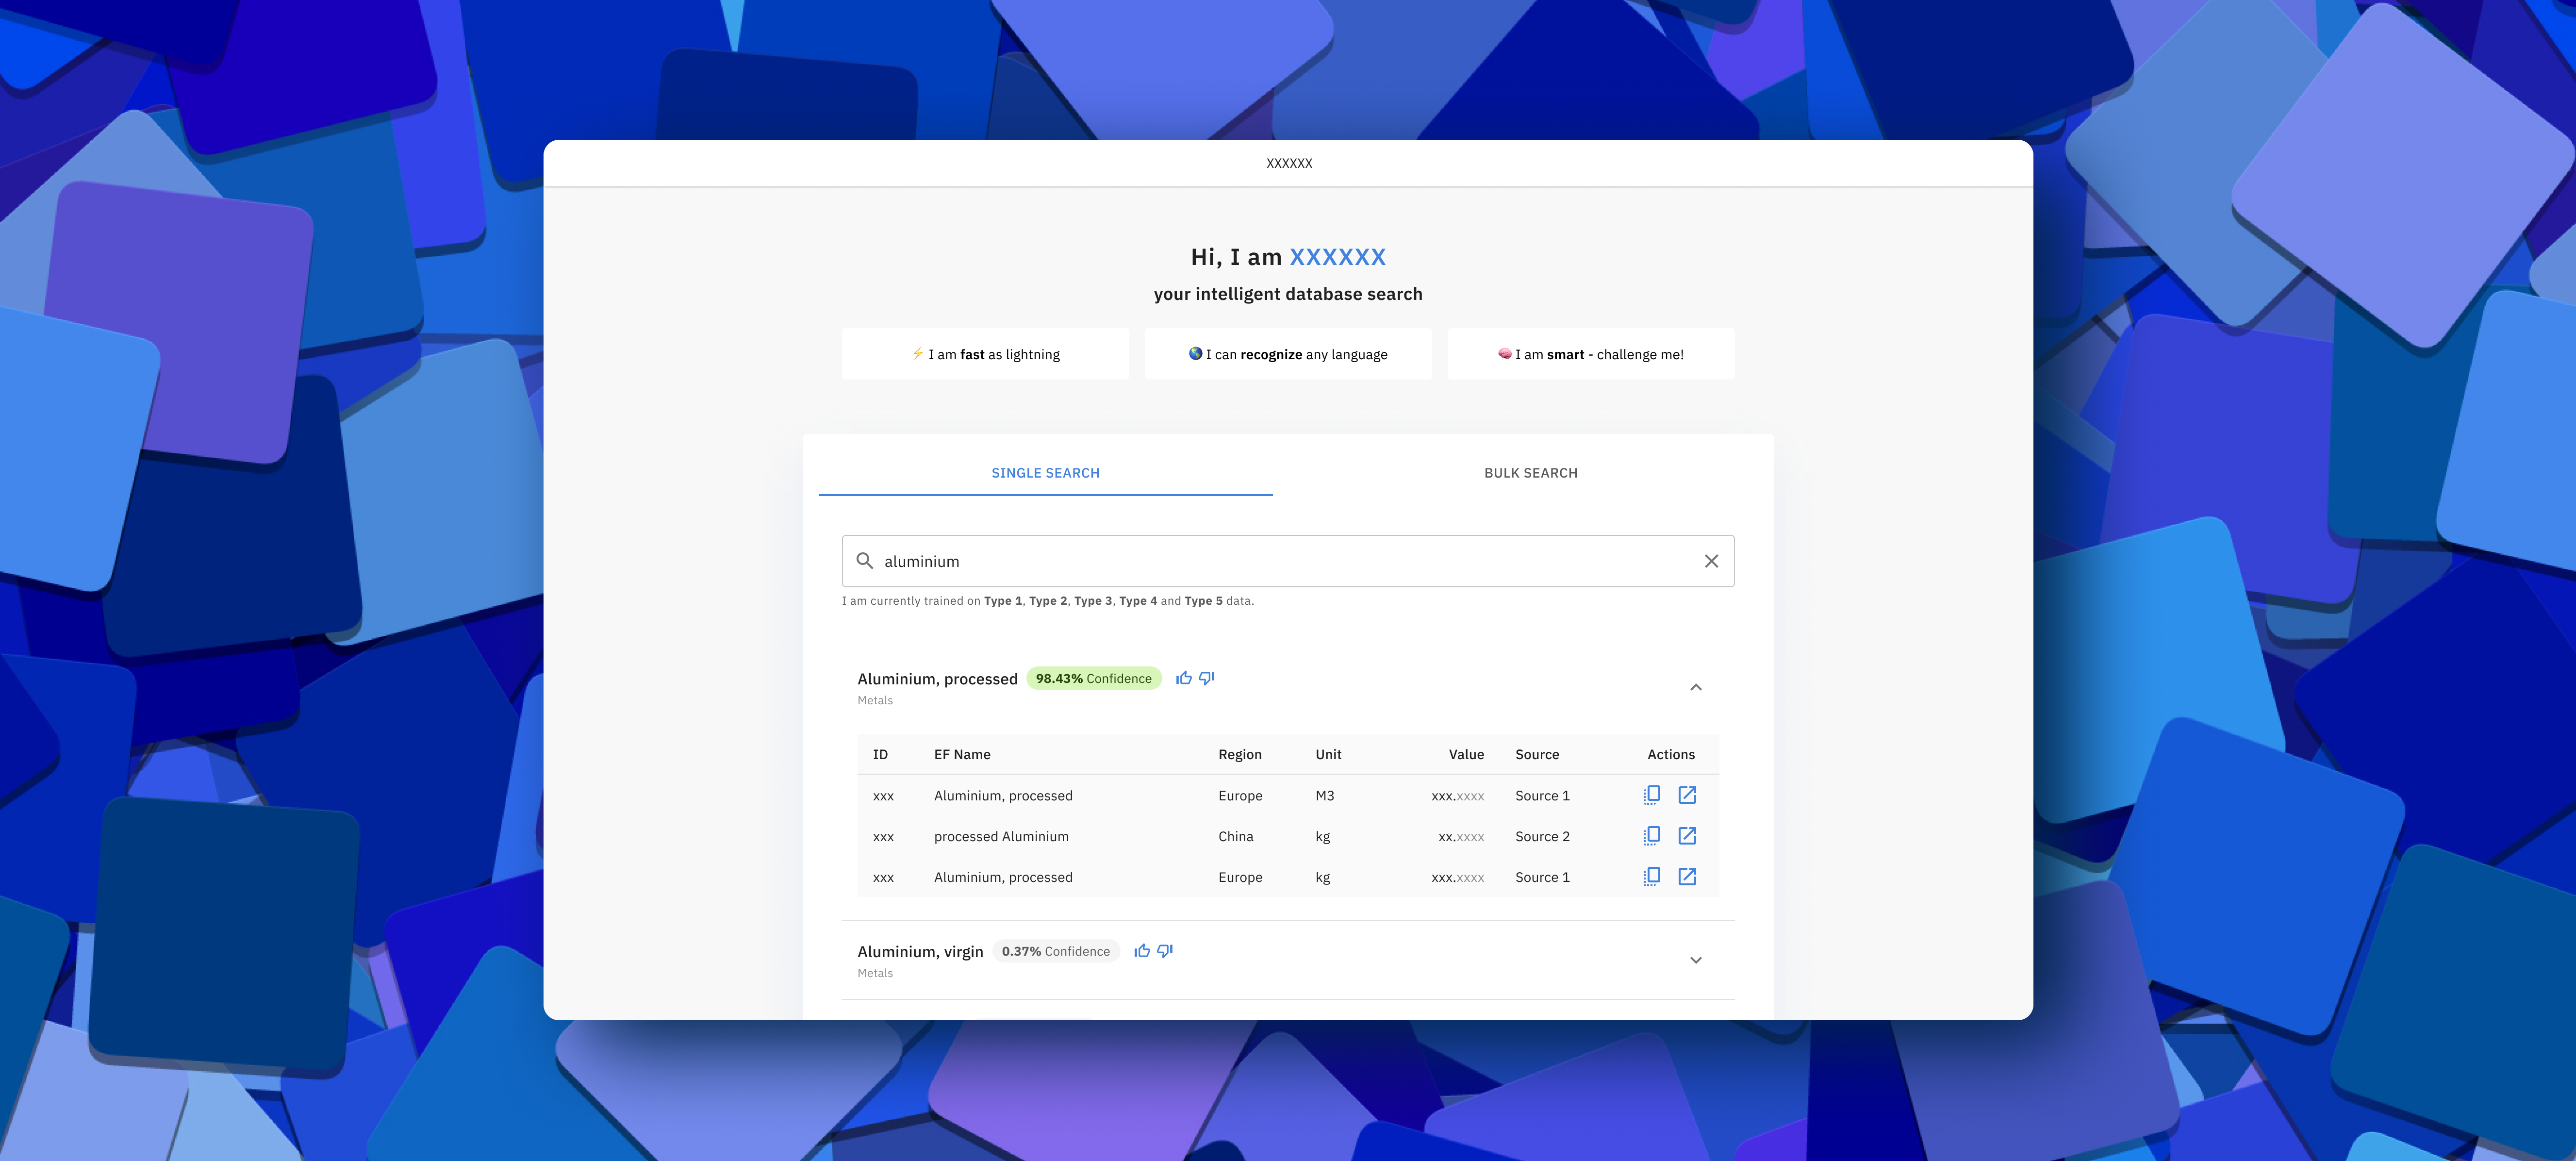 XXXXXX
Hi, I am XXXXXX
your intelligent database search
⚡ I am fast as lightning
🌎 I can recognize any language
🧠 I am smart - challenge me!
SINGLE SEARCH
BULK SEARCH
aluminium
I am currently trained on Type 1, Type 2, Type 3, Type 4 and Type 5 data.
Aluminium, processed 98.43% Confidence
Metals
ID EF Name Region Unit Value Source Actions
xxx Aluminium, processed Europe M3 xxx.xxxx Source 1
xxx processed Aluminium China kg xx.xxxx Source 2
xxx Aluminium, processed Europe kg xxx.xxxx Source 1
Aluminium, virgin 0.37% Confidence
Metals